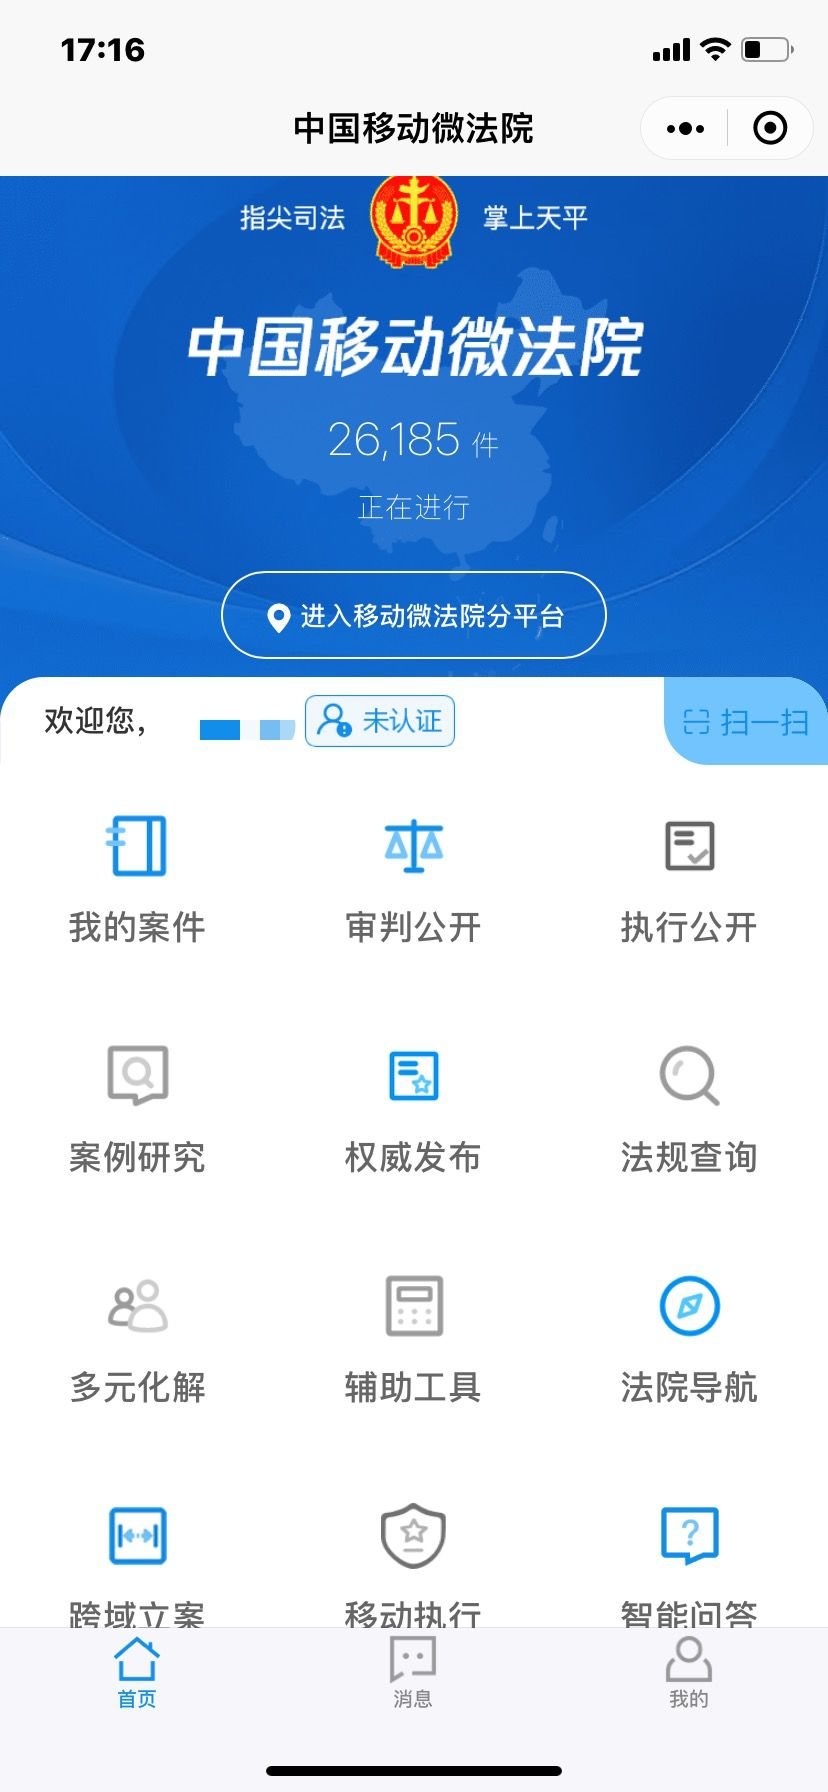 17:16
中国移动微法院
指尖司法 掌上天平
中国移动微法院
26,185 件
正在进行
进入移动微法院分平台
欢迎您, 未认证 扫一扫
我的案件 审判公开 执行公开
案例研究 权威发布 法规查询
多元化解 辅助工具 法院导航
跨域立案 移动执行 智能问答
首页 消息 我的